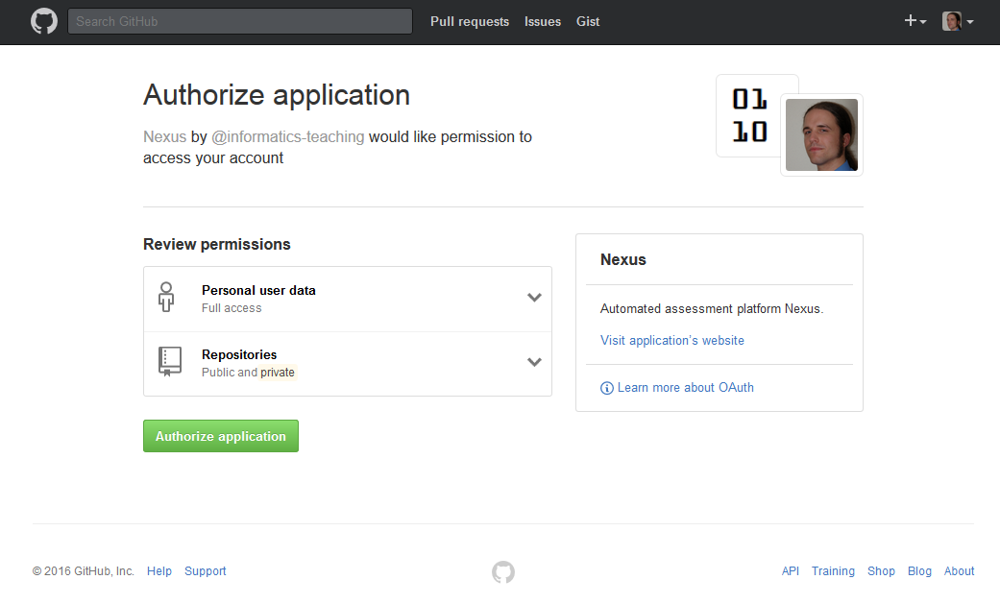 Search GitHub Pull requests Issues Gist
Authorize application
01
10
Nexus by @informatics-teaching would like permission to
access your account
Review permissions
Personal user data
Full access
Repositories
Public and private
Authorize application
Nexus
Automated assessment platform Nexus.
Visit application's website
Learn more about OAuth
© 2016 GitHub, Inc. Help Support API Training Shop Blog About